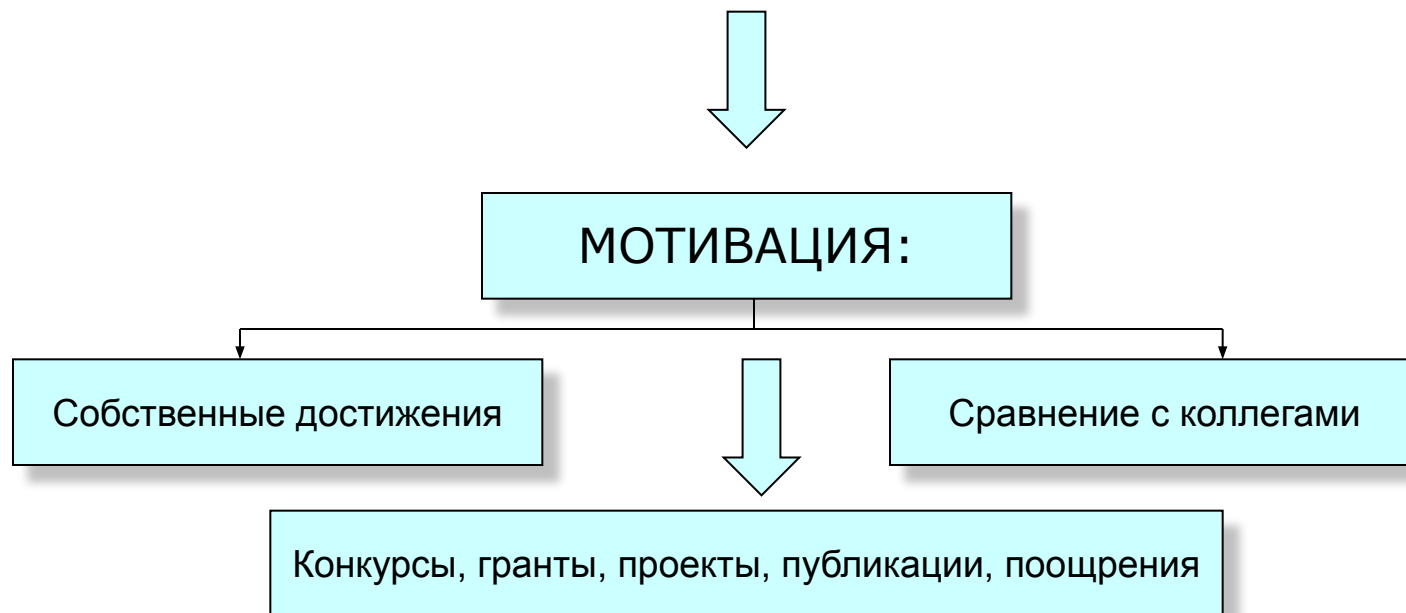 МОТИВАЦИЯ:
Собственные достижения
Сравнение с коллегами
Конкурсы, гранты, проекты, публикации, поощрения